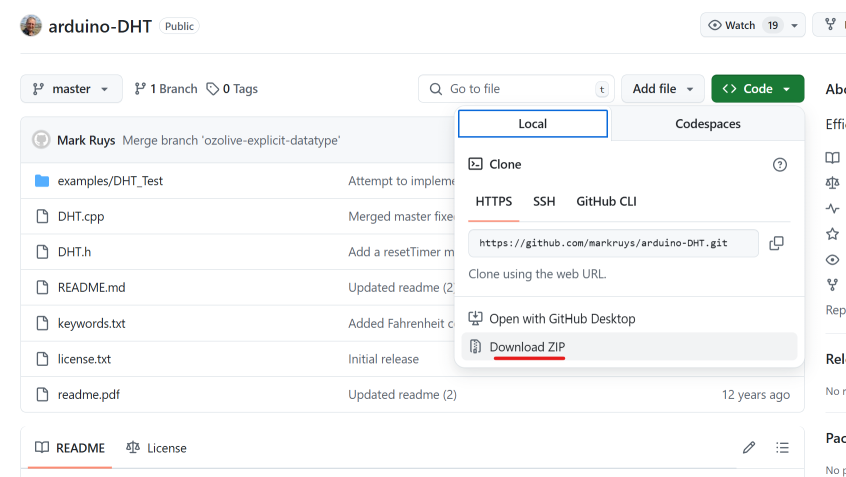 arduino-DHT Public
Watch 19
master 1 Branch 0 Tags
Go to file t
Add file
Code
Local Codespaces
Clone
HTTPS SSH GitHub CLI
https://github.com/markruys/arduino-DHT.git
Clone using the web URL.
Open with GitHub Desktop
Download ZIP
Mark Ruys Merge branch 'ozolive-explicit-datatype'
examples/DHT_Test Attempt to impleme
DHT.cpp Merged master fixe
DHT.h Add a resetTimer m
README.md Updated readme (2)
keywords.txt Added Fahrenheit c
license.txt Initial release
readme.pdf Updated readme (2) 12 years ago
README License
Abo
Effi
Rep
Rel
No r
Pac
No p